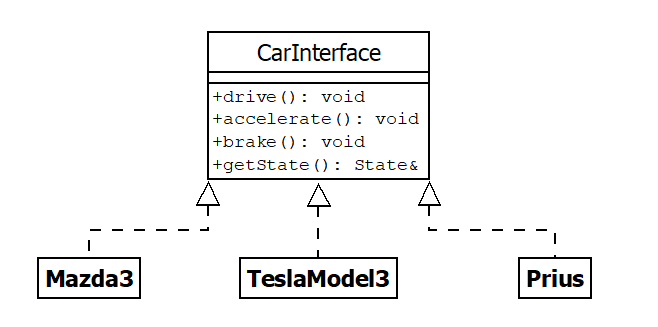 CarInterface
+drive(): void
+accelerate(): void
+brake(): void
+getState(): State&
Mazda3
TeslaModel3
Prius